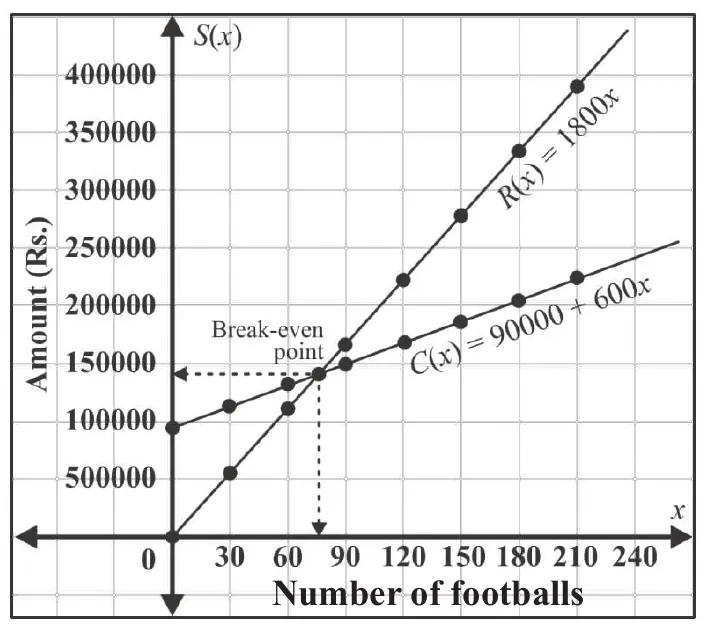 S(x)
400000
350000
300000
250000
200000
150000
100000
500000
0
Amount (Rs.)
R(x) = 1800x
C(x) = 90000 + 600x
Break-even
point
x
30 60 90 120 150 180 210 240
Number of footballs